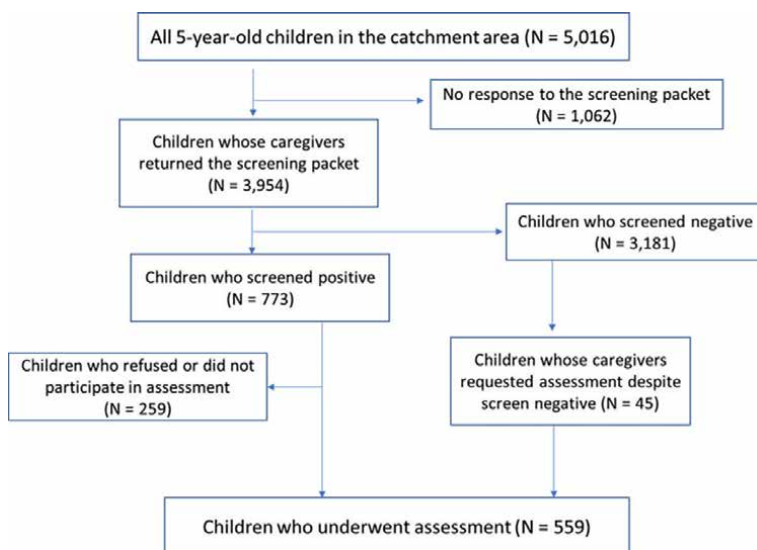 All 5-year-old children in the catchment area (N = 5,016)
No response to the screening packet
(N = 1,062)
Children whose caregivers
returned the screening packet
(N = 3,954)
Children who screened negative
(N = 3,181)
Children who screened positive
(N = 773)
Children who refused or did not
participate in assessment
(N = 259)
Children whose caregivers
requested assessment despite
screen negative (N = 45)
Children who underwent assessment (N = 559)